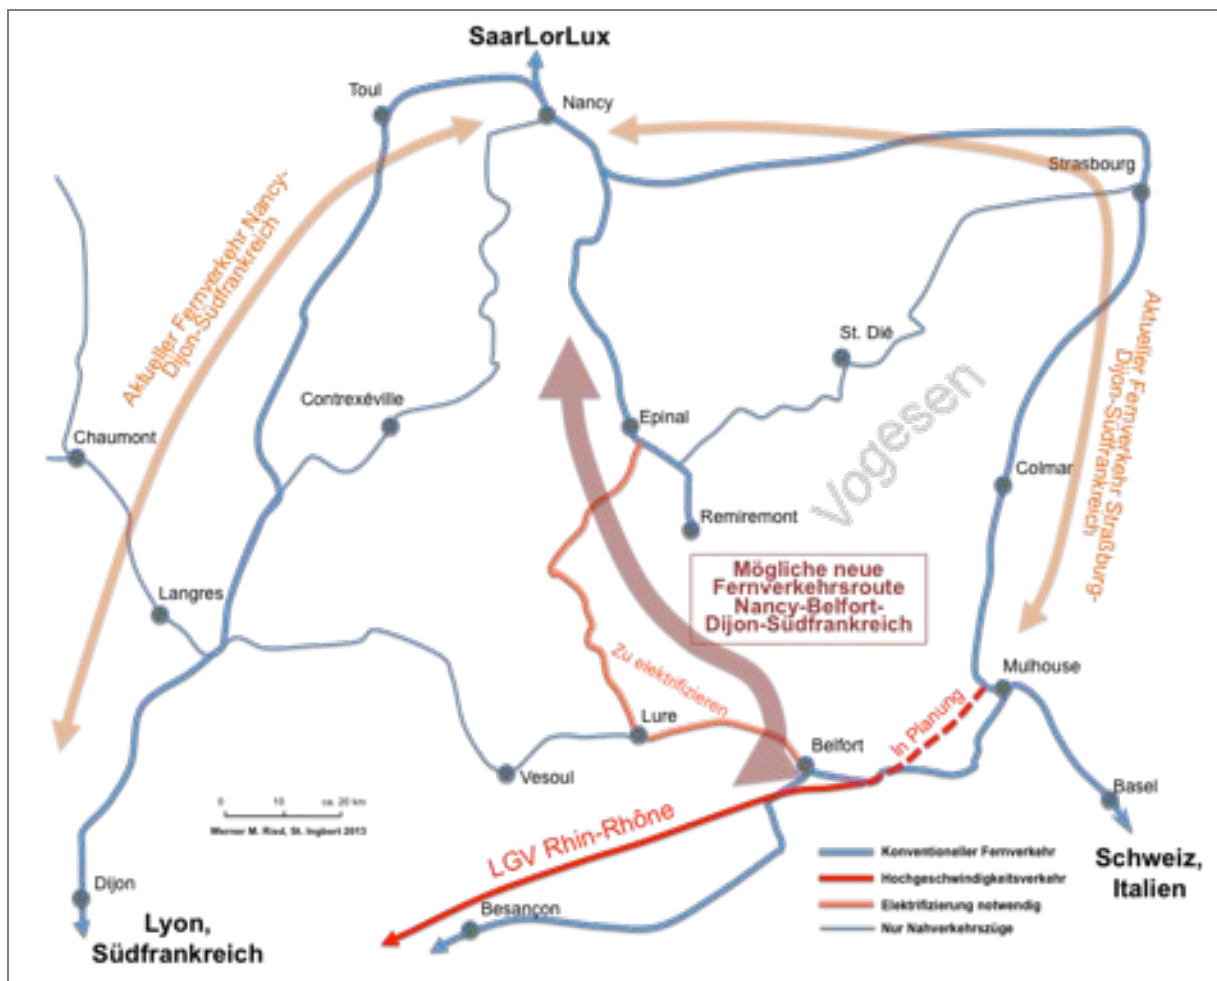 SaarLorLux
Toul
Nancy
Strasbourg
Aktueller Fernverkehr Nancy-
Dijon-Südfrankreich
St. Dié
Aktueller Fernverkehr Straßburg-
Dijon-Südfrankreich
Contrexéville
Epinal
Vogesen
Chaumont
Colmar
Remiremont
Mögliche neue
Fernverkehrsroute
Nancy-Belfort-
Dijon-Südfrankreich
Langres
Zu elektrifizieren
Mulhouse
Lure
In Planung
Belfort
Vesoul
Basel
0 10 ca. 20 km
Werner M. Ried, St. Ingbert 2013
LGV Rhin-Rhône
Konventioneller Fernverkehr
Hochgeschwindigkeitsverkehr
Elektrifizierung notwendig
Nur Nahverkehrszüge
Schweiz,
Italien
Dijon
Besançon
Lyon,
Südfrankreich